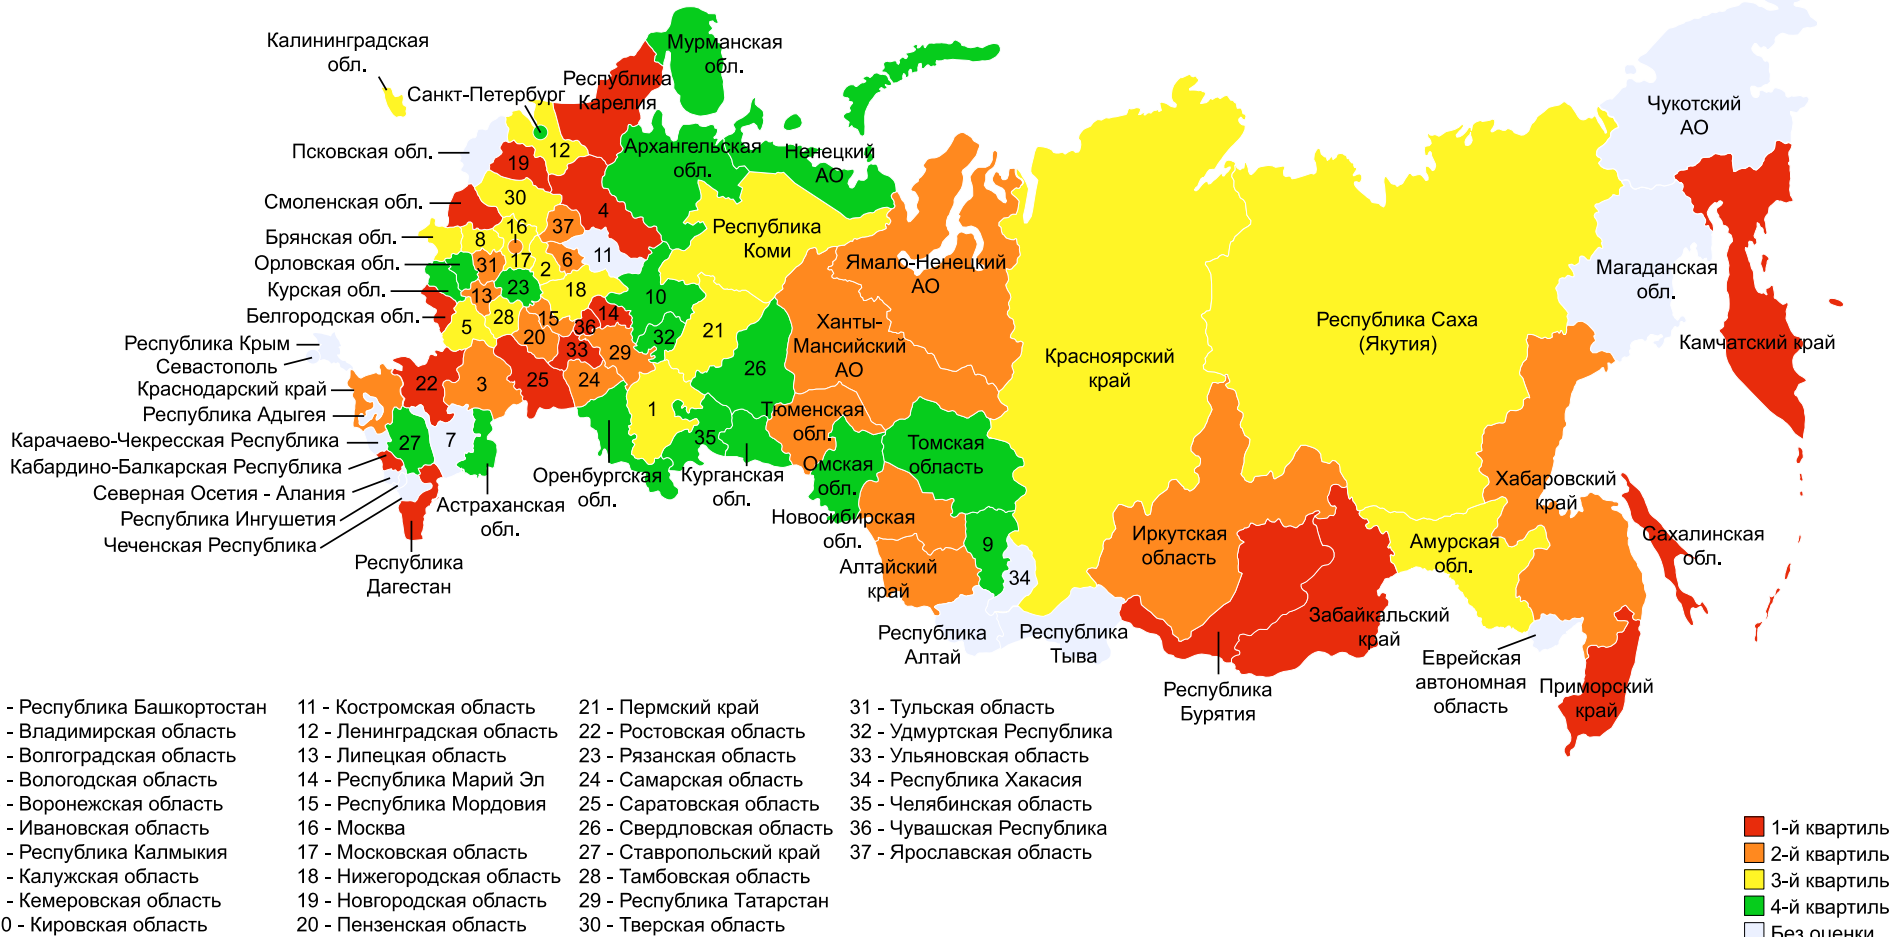 Калининградская
обл.
Мурманская
обл.
Республика
Карелия
Санкт-Петербург
Чукотский
АО
Псковская обл.
19
12
Архангельская
обл.
Ненецкий
АО
Смоленская обл.
30
4
Брянская обл.
8
16
37
Республика
Коми
Орловская обл.
31
17
2
6
11
Ямало-Ненецкий
АО
Магаданская
обл.
Курская обл.
13
23
18
10
Белгородская обл.
5
28
15
36
14
21
Ханты-
Мансийский
АО
Республика Саха
(Якутия)
Республика Крым
20
33
29
32
Красноярский
край
Камчатский край
Севастополь
Краснодарский край
22
3
25
24
26
Республика Адыгея
1
Тюменская
обл.
Карачаево-Чекресская Республика
27
7
35
Томская
область
Кабардино-Балкарская Республика
Омская
обл.
Северная Осетия - Алания
Астраханская
обл.
Оренбургская
обл.
Курганская
обл.
Хабаровский
край
Республика Ингушетия
Новосибирская
обл.
Чеченская Республика
9
Иркутская
область
Амурская
обл.
Сахалинская
обл.
Республика
Дагестан
Алтайский
край
34
Забайкальский
край
Республика
Алтай
Республика
Тыва
Еврейская
автономная
область
Республика
Бурятия
Приморский
край
- Республика Башкортостан
- Владимирская область
- Волгоградская область
- Вологодская область
- Воронежская область
- Ивановская область
- Республика Калмыкия
- Калужская область
- Кемеровская область
0 - Кировская область
11 - Костромская область
12 - Ленинградская область
13 - Липецкая область
14 - Республика Марий Эл
15 - Республика Мордовия
16 - Москва
17 - Московская область
18 - Нижегородская область
19 - Новгородская область
20 - Пензенская область
21 - Пермский край
22 - Ростовская область
23 - Рязанская область
24 - Самарская область
25 - Саратовская область
26 - Свердловская область
27 - Ставропольский край
28 - Тамбовская область
29 - Республика Татарстан
30 - Тверская область
31 - Тульская область
32 - Удмуртская Республика
33 - Ульяновская область
34 - Республика Хакасия
35 - Челябинская область
36 - Чувашская Республика
37 - Ярославская область
1-й квартиль
2-й квартиль
3-й квартиль
4-й квартиль
Без оценки